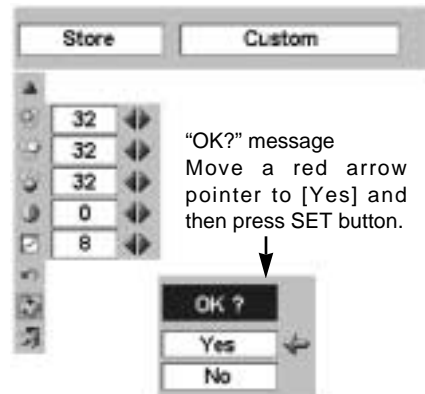 Store
Custom
32
32
32
0
8
“OK?” message
Move a red arrow
pointer to [Yes] and
then press SET button.
OK ?
Yes
No